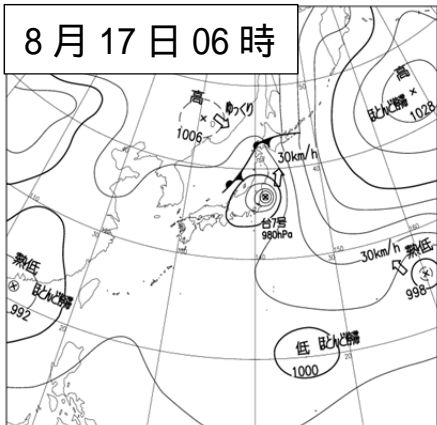 8月17日06時
高
ゆっくり
1006
高
ほとんど停滞
1028
30km/h
台7号
980hPa
30km/h
熱低
998
熱低
ほとんど停滞
992
低 ほとんど停滞
1000